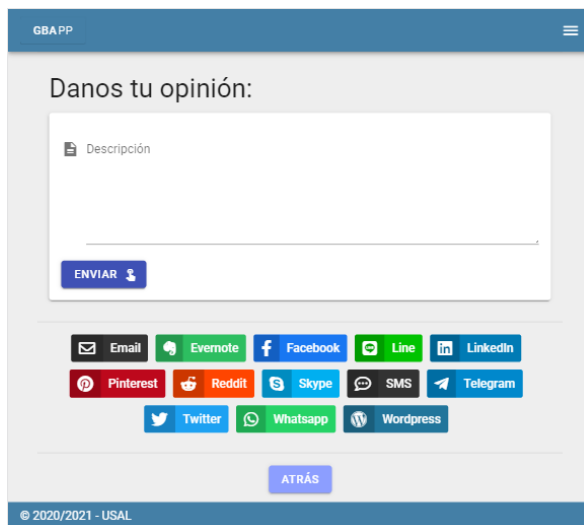 GBAPP
Danos tu opinión:
Descripción
ENVIAR
Email Evernote Facebook Line LinkedIn
Pinterest Reddit Skype SMS Telegram
Twitter Whatsapp Wordpress
ATRÁS
© 2020/2021 - USAL